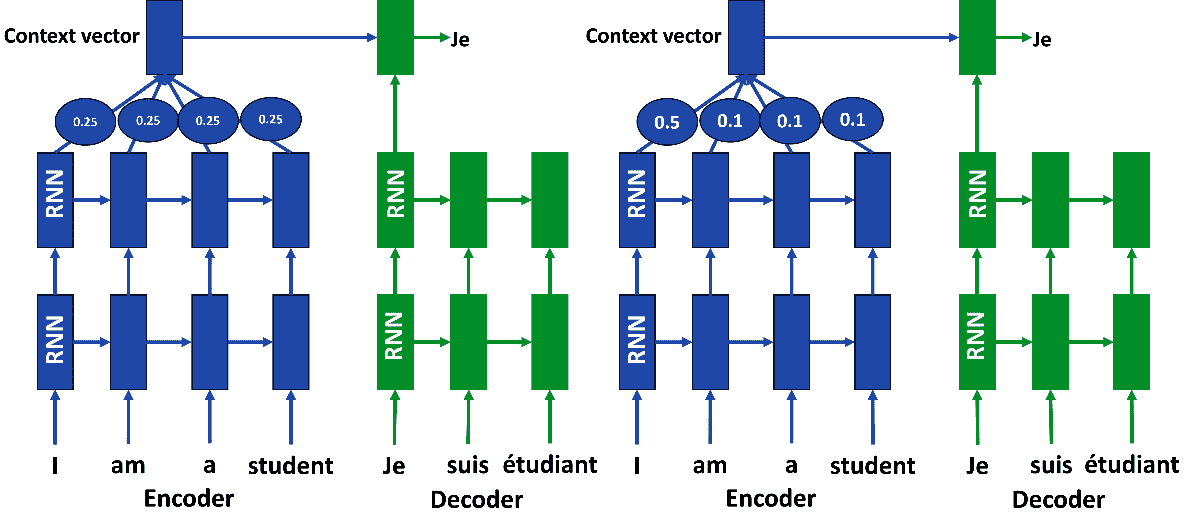 Context vector
Je
0.25 0.25 0.25 0.25
RNN
RNN
RNN
RNN
I am a student
Je suis étudiant
Encoder
Decoder
Context vector
Je
0.5 0.1 0.1 0.1
RNN
RNN
RNN
RNN
I am a student
Je suis étudiant
Encoder
Decoder